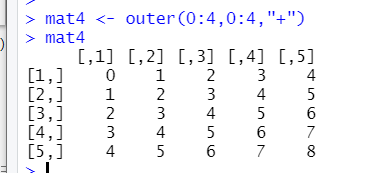 > mat4 <- outer(0:4,0:4,"+")
> mat4
     [,1] [,2] [,3] [,4] [,5]
[1,]    0    1    2    3    4
[2,]    1    2    3    4    5
[3,]    2    3    4    5    6
[4,]    3    4    5    6    7
[5,]    4    5    6    7    8
>